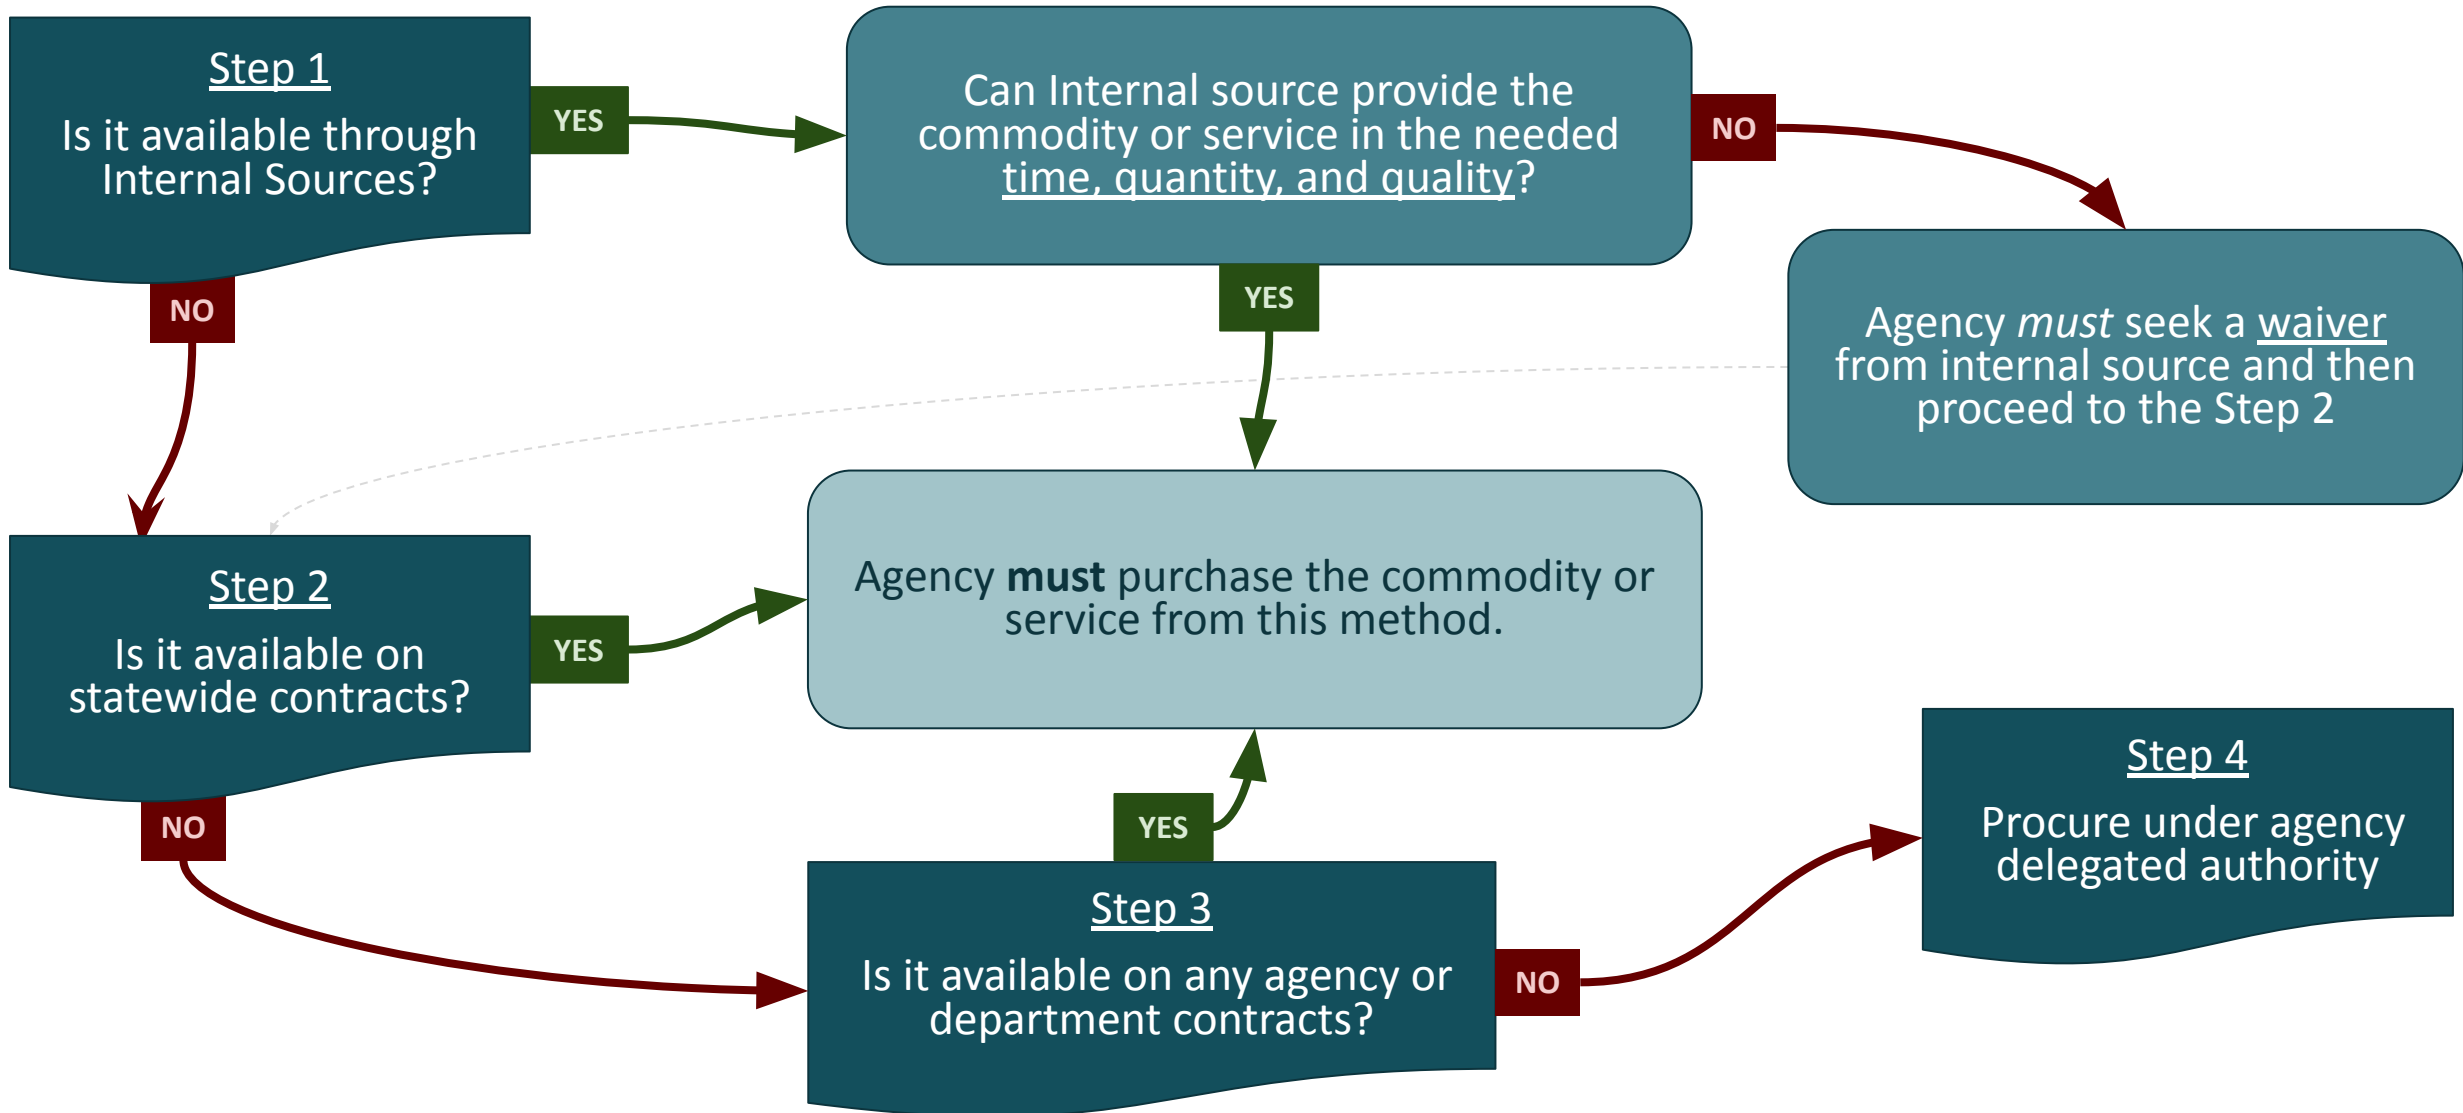 Step 1
Is it available through
Internal Sources?
YES
NO
Can Internal source provide the
commodity or service in the needed
time, quantity, and quality?
NO
YES
Agency must seek a waiver
from internal source and then
proceed to the Step 2
Step 2
Is it available on
statewide contracts?
YES
NO
Agency must purchase the commodity or
service from this method.
YES
Step 3
Is it available on any agency or
department contracts?
NO
Step 4
Procure under agency
delegated authority